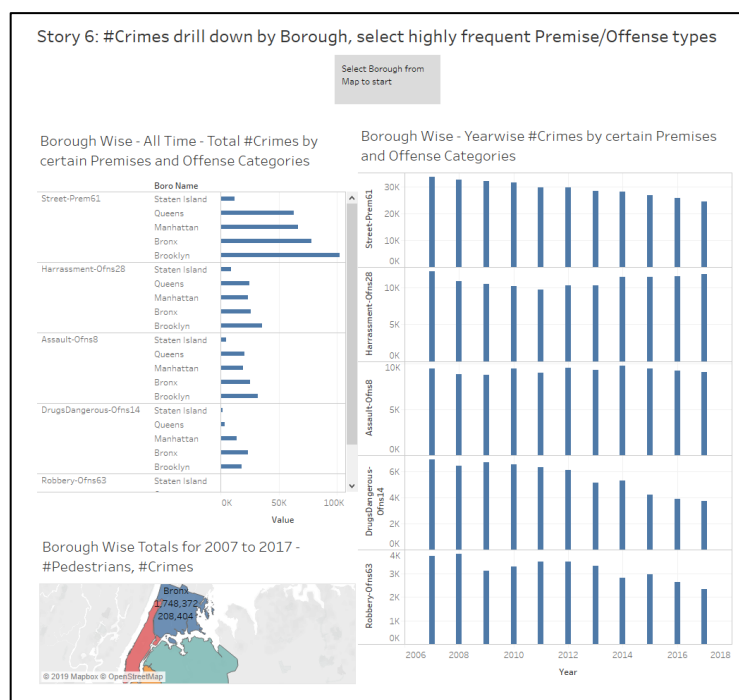 Story 6: #Crimes drill down by Borough, select highly frequent Premise/Offense types
Select Borough from
Map to start
Borough Wise - All Time - Total #Crimes by
certain Premises and Offense Categories
Boro Name
Street-Prem61
Staten Island
Queens
Manhattan
Bronx
Brooklyn
Harrassment-Ofns28
Staten Island
Queens
Manhattan
Bronx
Brooklyn
Assault-Ofns8
Staten Island
Queens
Manhattan
Bronx
Brooklyn
DrugsDangerous-Ofns14
Staten Island
Queens
Manhattan
Bronx
Brooklyn
Robbery-Ofns63
Staten Island
0K 50K 100K
Value
Borough Wise Totals for 2007 to 2017 -
#Pedestrians, #Crimes
Bronx
1,748,372
208,404
© 2019 Mapbox © OpenStreetMap
Borough Wise - Yearwise #Crimes by certain Premises
and Offense Categories
Street-Prem61
30K
20K
10K
0K
Harrassment-Ofns28
10K
5K
0K
Assault-Ofns8
10K
5K
0K
DrugsDangerous-
Ofns14
6K
4K
2K
0K
Robbery-Ofns63
4K
3K
2K
1K
0K
2006 2008 2010 2012 2014 2016 2018
Year